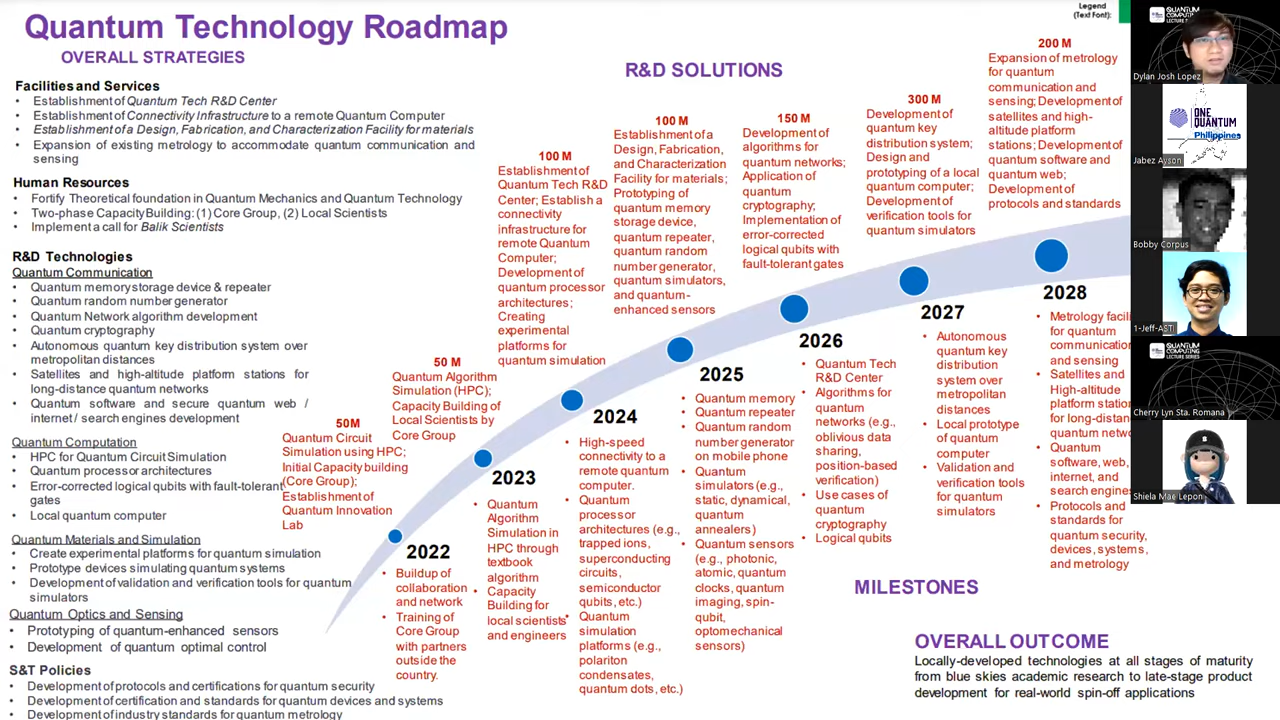 Quantum Technology Roadmap
OVERALL STRATEGIES
Facilities and Services
• Establishment of Quantum Tech R&D Center
• Establishment of Connectivity Infrastructure to a remote Quantum Computer
• Establishment of a Design, Fabrication, and Characterization Facility for materials
• Expansion of existing metrology to accommodate quantum communication and
sensing
Human Resources
• Fortify Theoretical foundation in Quantum Mechanics and Quantum Technology
• Two-phase Capacity Building: (1) Core Group, (2) Local Scientists
• Implement a call for Balik Scientists
R&D Technologies
Quantum Communication
• Quantum memory storage device & repeater
• Quantum random number generator
• Quantum Network algorithm development
• Quantum cryptography
• Autonomous quantum key distribution system over
metropolitan distances
• Satellites and high-altitude platform stations for
long-distance quantum networks
• Quantum software and secure quantum web /
internet / search engines development
Quantum Computation
• HPC for Quantum Circuit Simulation
• Quantum processor architectures
• Error-corrected logical qubits with fault-tolerant
gates
• Local quantum computer
Quantum Materials and Simulation
• Create experimental platforms for quantum simulation
• Prototype devices simulating quantum systems
• Development of validation and verification tools for quantum
simulators
Quantum Optics and Sensing
• Prototyping of quantum-enhanced sensors
• Development of quantum optimal control
S&T Policies
• Development of protocols and certifications for quantum security
• Development of certification and standards for quantum devices and systems
• Development of industry standards for quantum metrology
R&D SOLUTIONS
50M
Quantum Circuit
Simulation using HPC;
Initial Capacity building
(Core Group);
Establishment of
Quantum Innovation
Lab
50 M
Quantum Algorithm
Simulation (HPC);
Capacity Building of
Local Scientists by
Core Group
100 M
Establishment of
Quantum Tech R&D
Center; Establish a
connectivity
infrastructure for
remote Quantum
Computer;
Development of
quantum processor
architectures;
Creating
experimental
platforms for
quantum simulation
100 M
Establishment of a
Design, Fabrication,
and Characterization
Facility for materials;
Prototyping of
quantum memory
storage device,
quantum repeater,
quantum random
number generator,
quantum simulators,
and quantum-
enhanced sensors
150 M
Development of
algorithms for
quantum networks;
Application of
quantum
cryptography;
Implementation of
error-corrected
logical qubits with
fault-tolerant gates
300 M
Development of
quantum key
distribution system;
Design and
prototyping of a local
quantum computer;
Development of
verification tools for
quantum simulators
200 M
Expansion of metrology
for quantum
communication and
sensing; Development of
satellites and high-
altitude platform
stations; Development of
quantum software and
quantum web;
Development of
protocols and standards
2022
• Buildup of
collaboration
and network
• Training of
Core Group
with partners
outside the
country.
2023
• Quantum
Algorithm
Simulation in
HPC through
textbook
algorithm
• Capacity
Building for
local scientists
and engineers
2024
• High-speed
connectivity to a
remote quantum
computer.
• Quantum
processor
architectures (e.g.,
trapped ions,
superconducting
circuits,
semiconductor
qubits, etc.)
• Quantum
simulation
platforms (e.g.,
polariton
condensates,
quantum dots, etc.)
2025
• Quantum memory
• Quantum repeater
• Quantum random
number generator
on mobile phone
• Quantum
simulators (e.g.,
static, dynamical,
quantum
annealers)
• Quantum sensors
(e.g., photonic,
atomic, quantum
clocks, quantum
imaging, spin-
qubit,
optomechanical
sensors)
2026
• Quantum Tech
R&D Center
• Algorithms for
quantum
networks (e.g.,
oblivious data
sharing,
position-based
verification)
• Use cases of
quantum
cryptography
• Logical qubits
2027
• Autonomous
quantum key
distribution
system over
metropolitan
distances
• Local prototype
of quantum
computer
• Validation and
verification tools
for quantum
simulators
2028
• Metrology facili
for quantum
communication
and sensing
• Satellites and
High-altitude
platform station
for long-distanc
quantum netwo
• Quantum
software, web,
internet, and
search engines
• Protocols and
standards for
quantum security,
devices, systems,
and metrology
MILESTONES
OVERALL OUTCOME
Locally-developed technologies at all stages of maturity
from blue skies academic research to late-stage product
development for real-world spin-off applications
Legend
(Text Font):
QUANTUM
COMPUTING
LECTURE SERIES
Dylan Josh Lopez
ONE
QUANTUM
Philippines
Jabez Ayson
Bobby Corpus
1-Jeff-ASTI
QUANTUM
COMPUTING
LECTURE SERIES
Cherry Lyn Sta. Romana
S
Shiela Mae Lepon